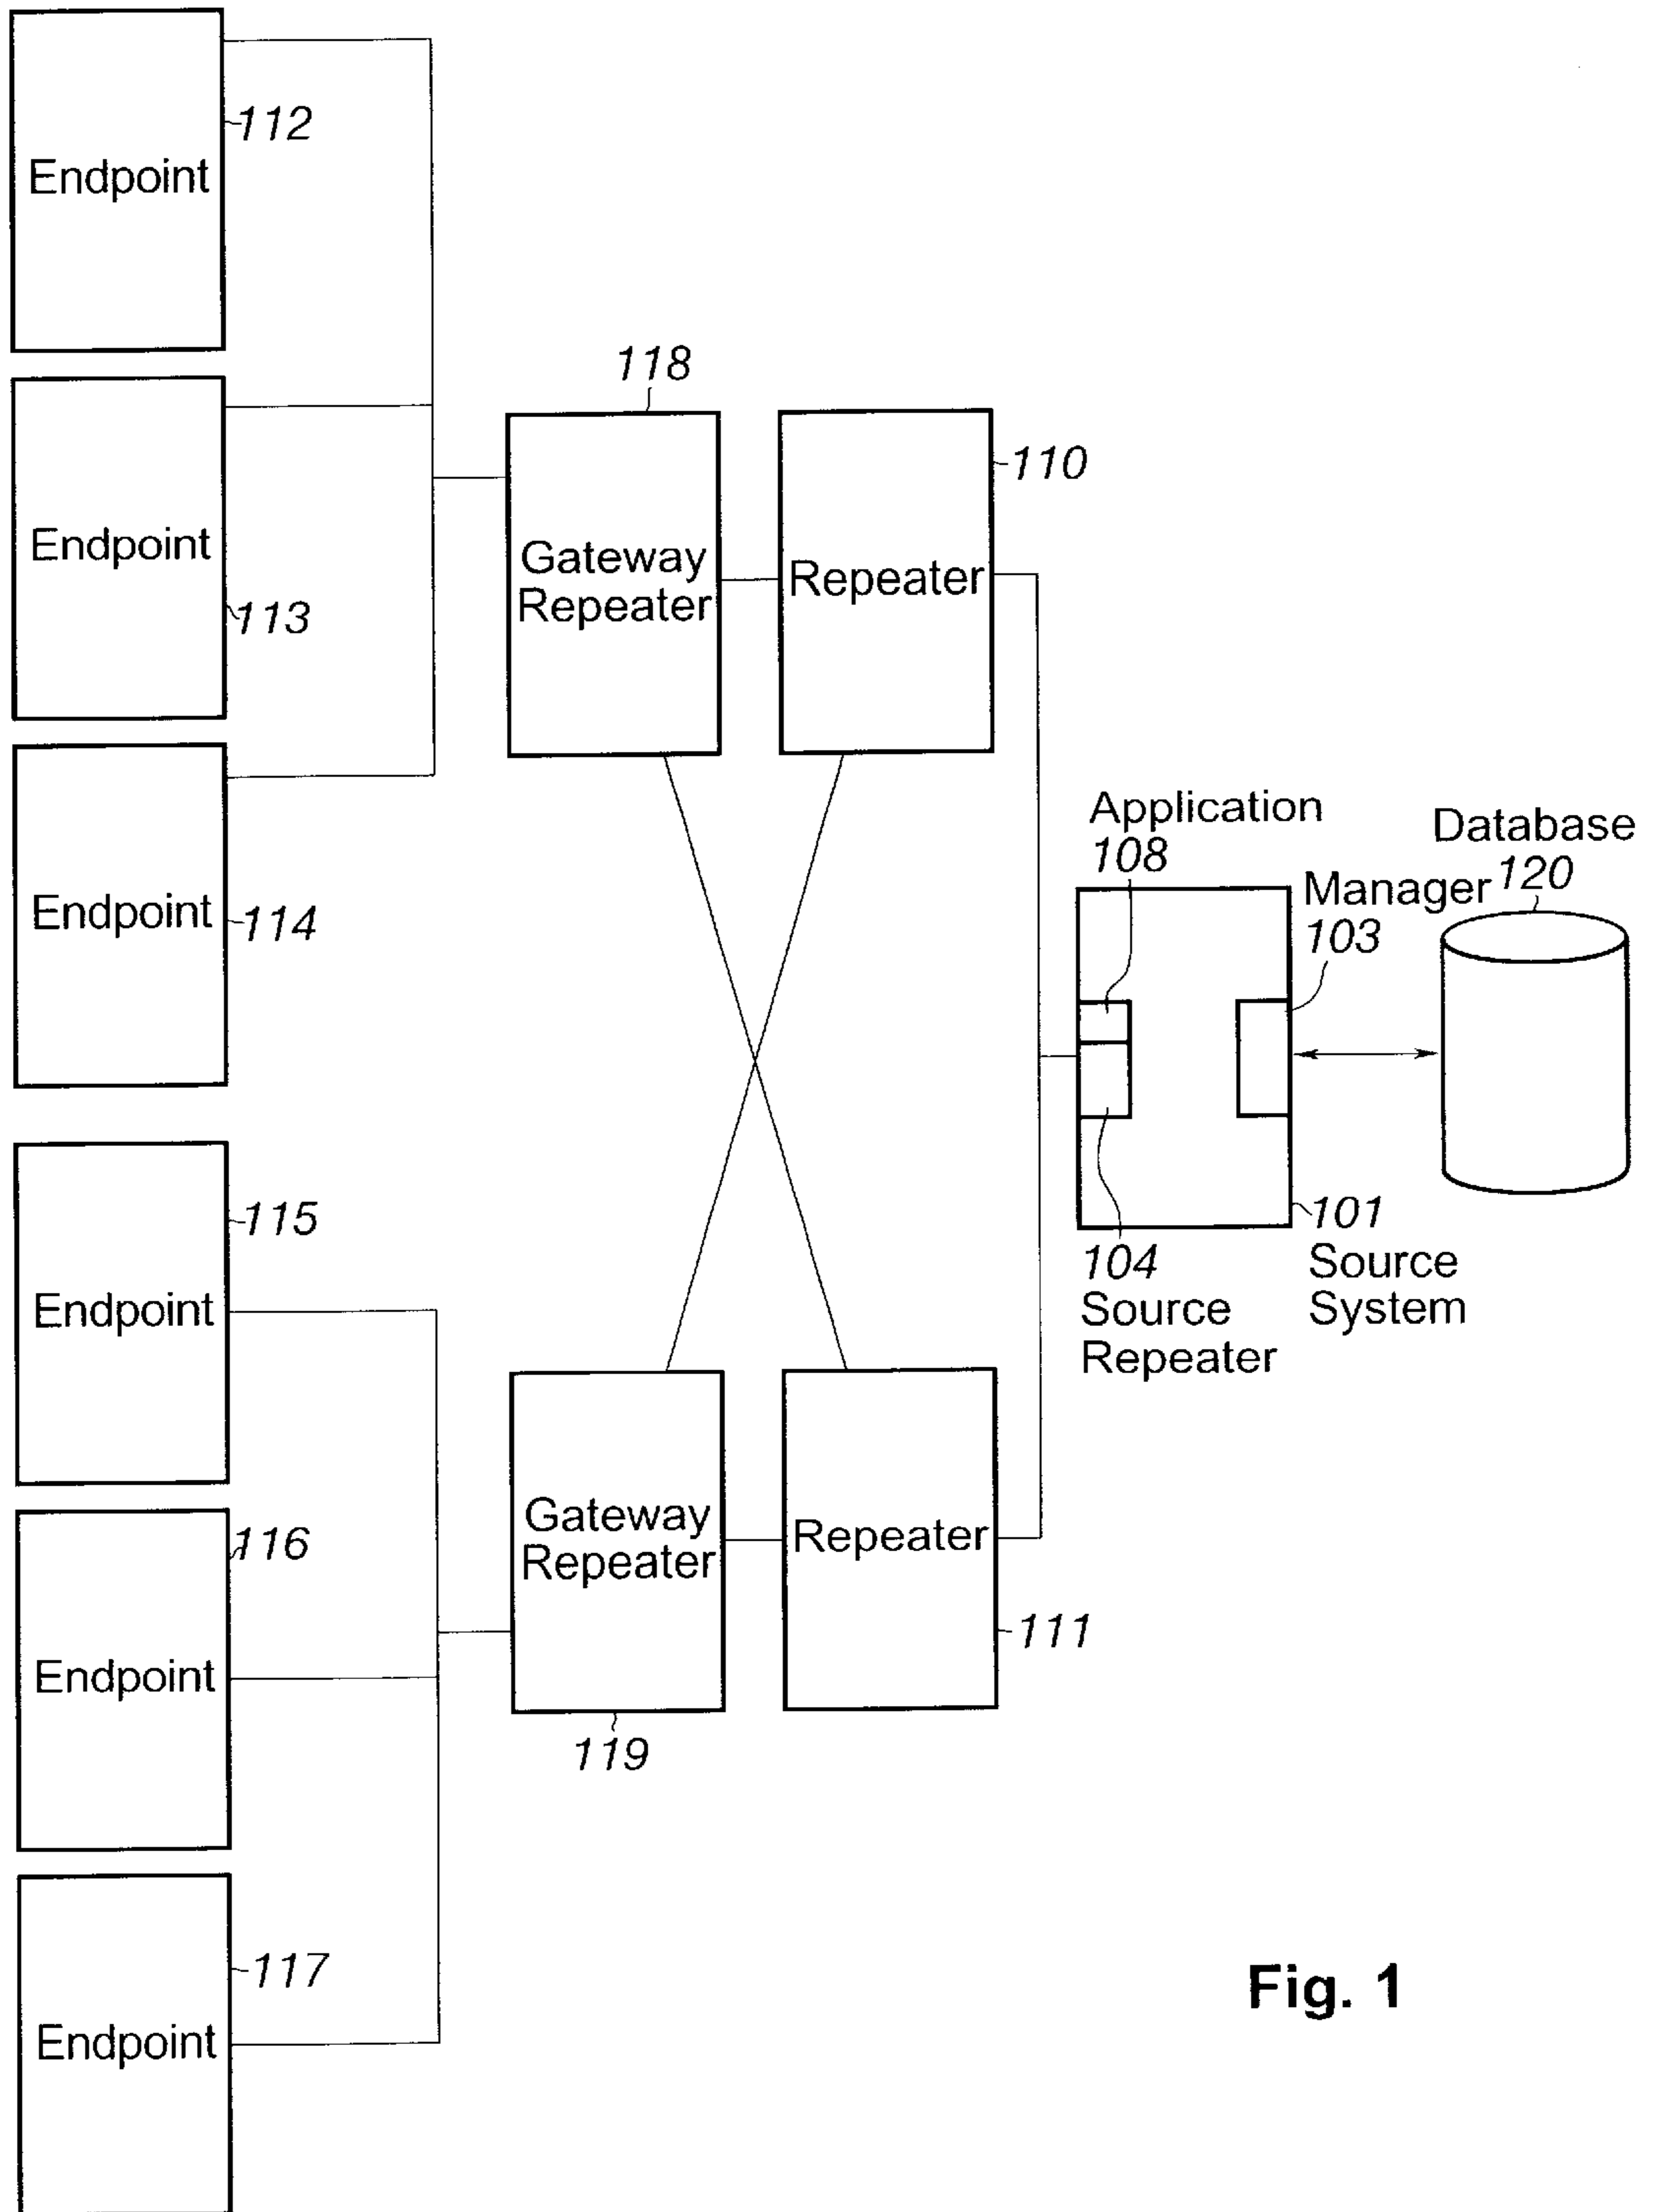 112
Endpoint
118
110
Endpoint
Gateway
Repeater
Repeater
113
Application
108
Database
120
Manager
103
Endpoint
114
115
101
Source
System
104
Source
Repeater
Endpoint
116
Gateway
Repeater
Repeater
111
Endpoint
119
117
Endpoint
Fig. 1